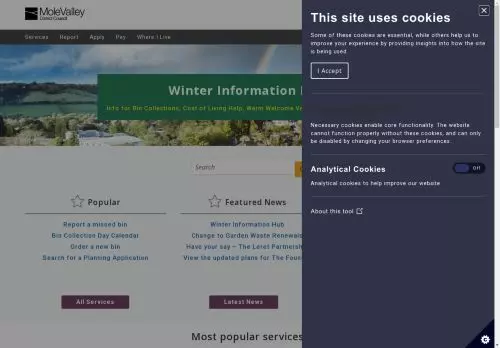 MoleValley
District Council
Services Report Apply Pay Where I Live
Winter Information
Info for Bin Collections, Cost of Living Help, Warm Welcome
Search
Popular
Report a missed bin
Bin Collection Day Calendar
Order a new bin
Search for a Planning Application
All Services
Featured News
Winter Information Hub
Change to Garden Waste Renewals
Have your say – The Leret Partnersh
View the updated plans for The Foun
Latest News
Most popular services
This site uses cookies
Some of these cookies are essential, while others help us to
improve your experience by providing insights into how the site
is being used.
I Accept
Necessary cookies enable core functionality. The website
cannot function properly without these cookies, and can only
be disabled by changing your browser preferences.
Analytical Cookies
Off
Analytical cookies to help improve our website
About this tool